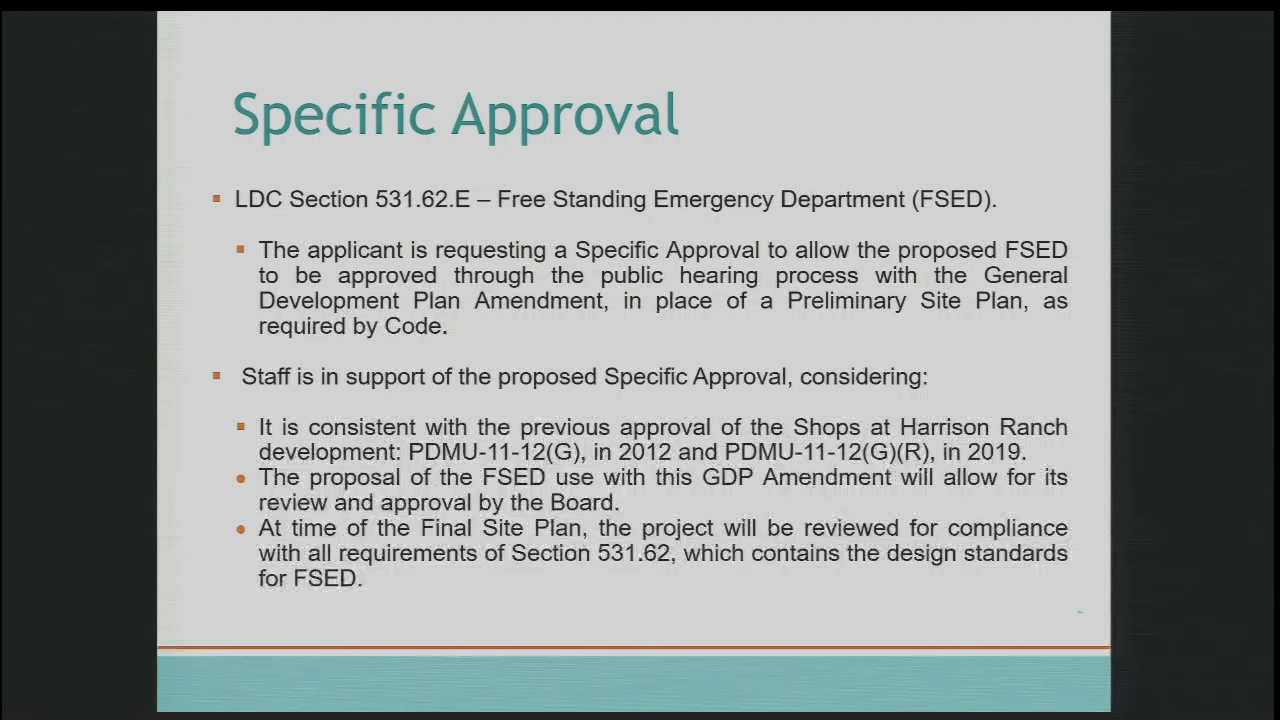 Specific Approval
LDC Section 531.62.E – Free Standing Emergency Department (FSED).
The applicant is requesting a Specific Approval to allow the proposed FSED
to be approved through the public hearing process with the General
Development Plan Amendment, in place of a Preliminary Site Plan, as
required by Code.
Staff is in support of the proposed Specific Approval, considering:
It is consistent with the previous approval of the Shops at Harrison Ranch
development: PDMU-11-12(G), in 2012 and PDMU-11-12(G)(R), in 2019.
The proposal of the FSED use with this GDP Amendment will allow for its
review and approval by the Board.
At time of the Final Site Plan, the project will be reviewed for compliance
with all requirements of Section 531.62, which contains the design standards
for FSED.